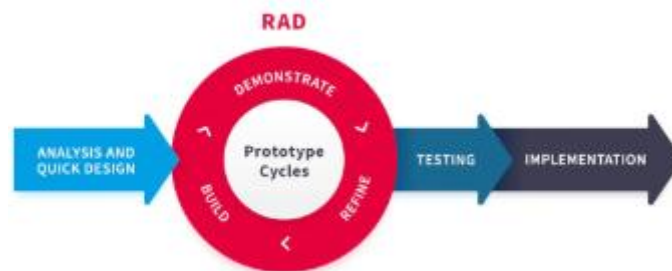 RAD
DEMONSTRATE
ANALYSIS AND
QUICK DESIGN
Prototype
Cycles
BUILD
REFINE
TESTING
IMPLEMENTATION